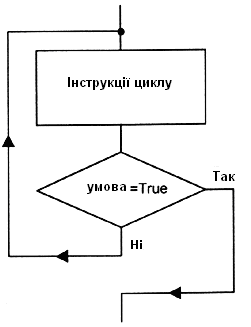 Інструкції циклу
умова =True
Так
Ні